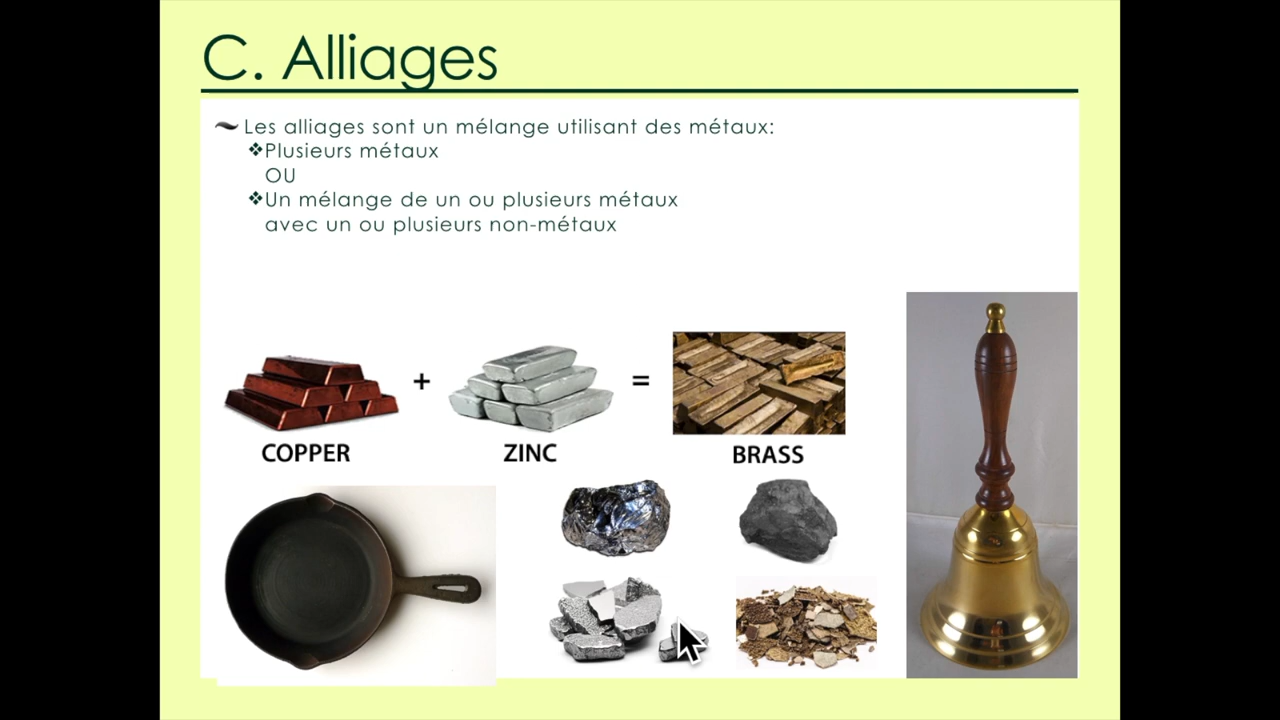 C. Alliages
Les alliages sont un mélange utilisant des métaux:
❖Plusieurs métaux
OU
❖Un mélange de un ou plusieurs métaux
avec un ou plusieurs non-métaux
+ =
COPPER ZINC BRASS